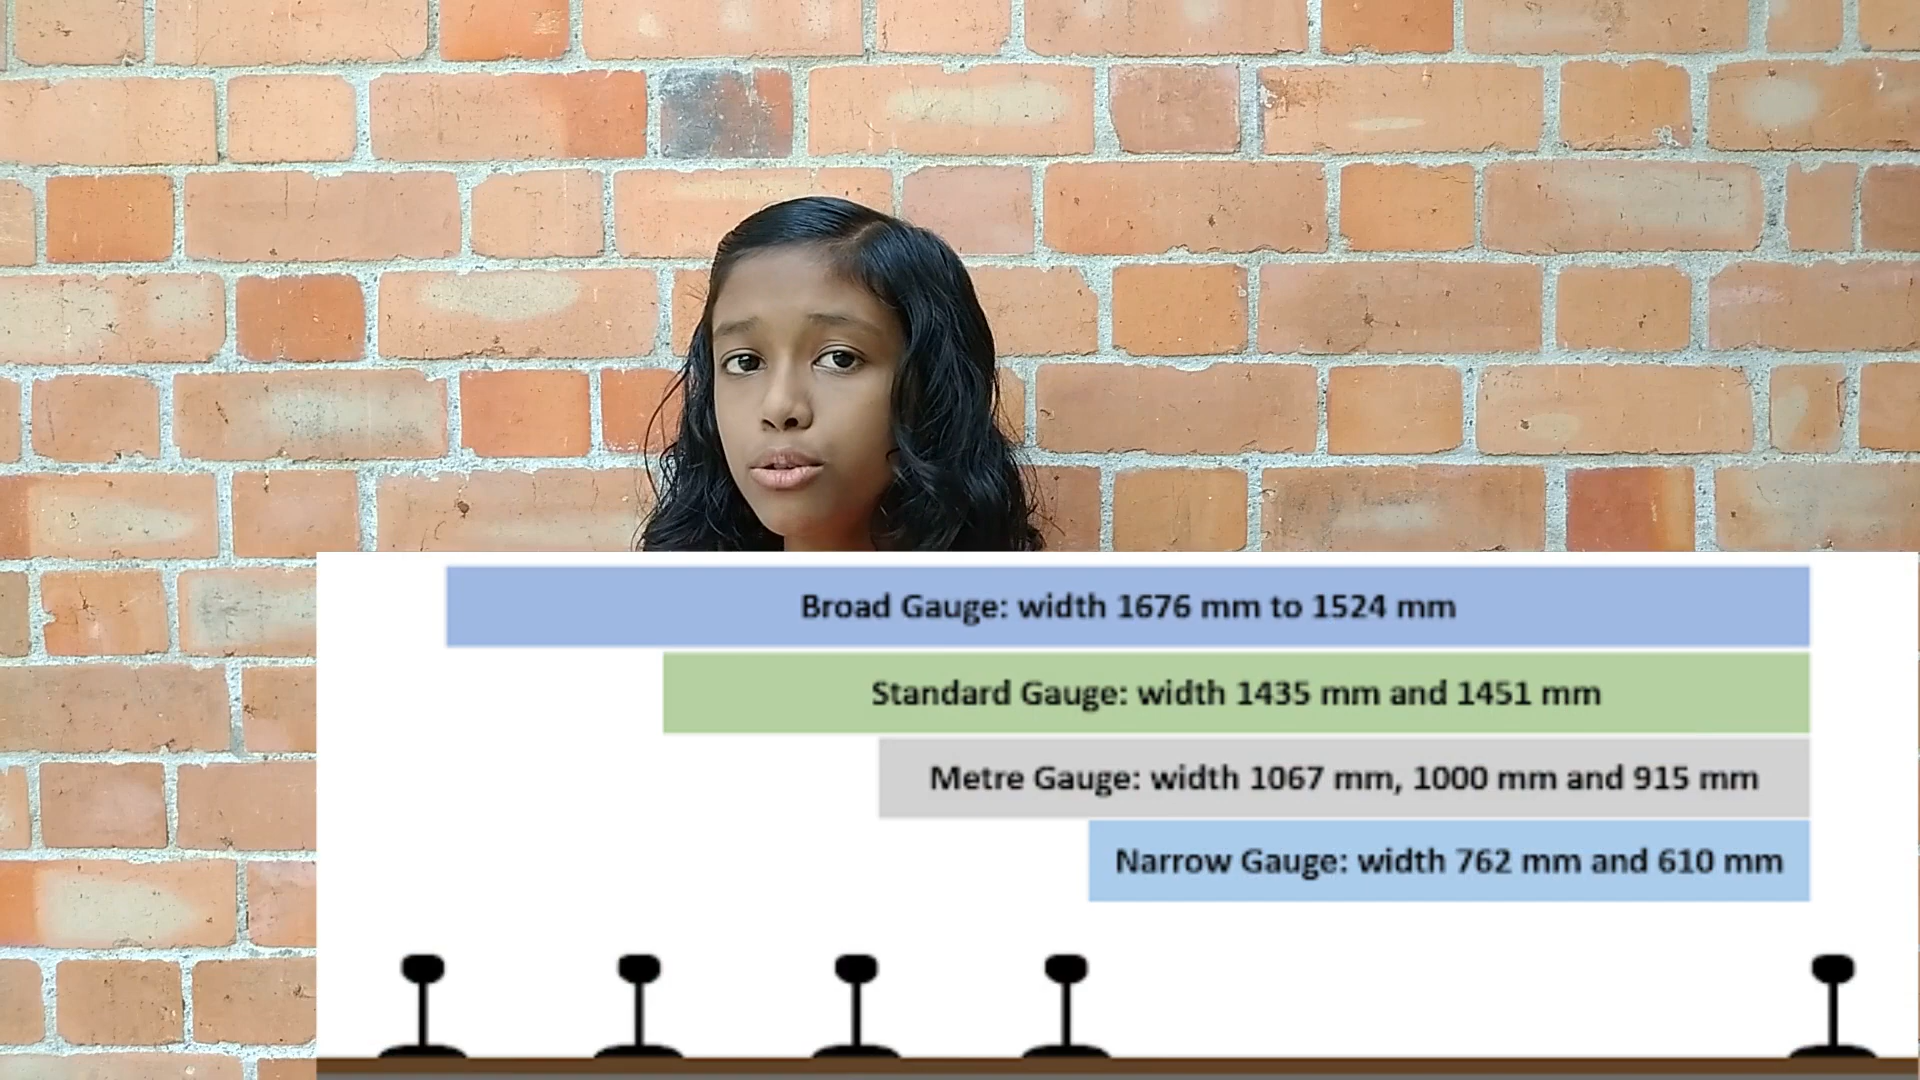 Broad Gauge: width 1676 mm to 1524 mm
Standard Gauge: width 1435 mm and 1451 mm
Metre Gauge: width 1067 mm, 1000 mm and 915 mm
Narrow Gauge: width 762 mm and 610 mm